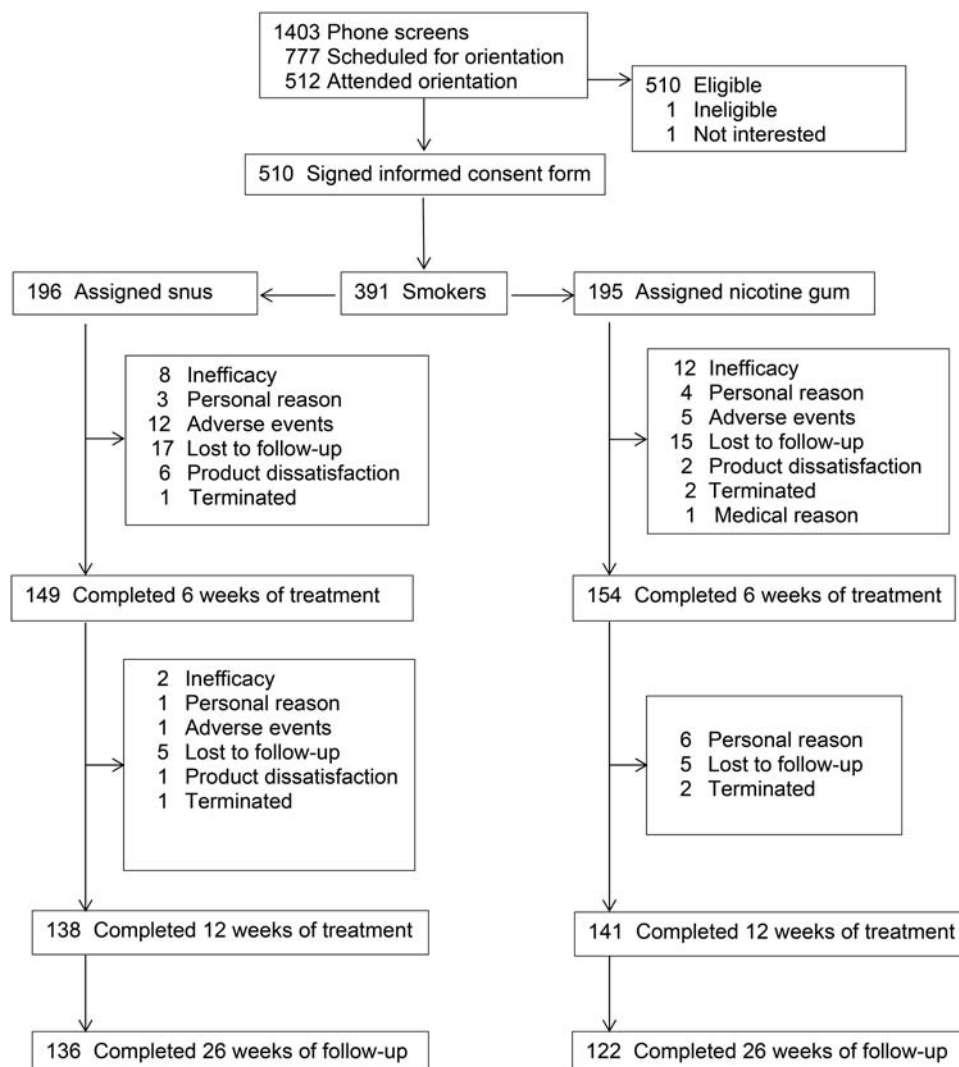 1403 Phone screens
777 Scheduled for orientation
512 Attended orientation
510 Eligible
1 Ineligible
1 Not interested
510 Signed informed consent form
196 Assigned snus
391 Smokers
195 Assigned nicotine gum
8 Inefficacy
3 Personal reason
12 Adverse events
17 Lost to follow-up
6 Product dissatisfaction
1 Terminated
12 Inefficacy
4 Personal reason
5 Adverse events
15 Lost to follow-up
2 Product dissatisfaction
2 Terminated
1 Medical reason
149 Completed 6 weeks of treatment
154 Completed 6 weeks of treatment
2 Inefficacy
1 Personal reason
1 Adverse events
5 Lost to follow-up
1 Product dissatisfaction
1 Terminated
6 Personal reason
5 Lost to follow-up
2 Terminated
138 Completed 12 weeks of treatment
141 Completed 12 weeks of treatment
136 Completed 26 weeks of follow-up
122 Completed 26 weeks of follow-up